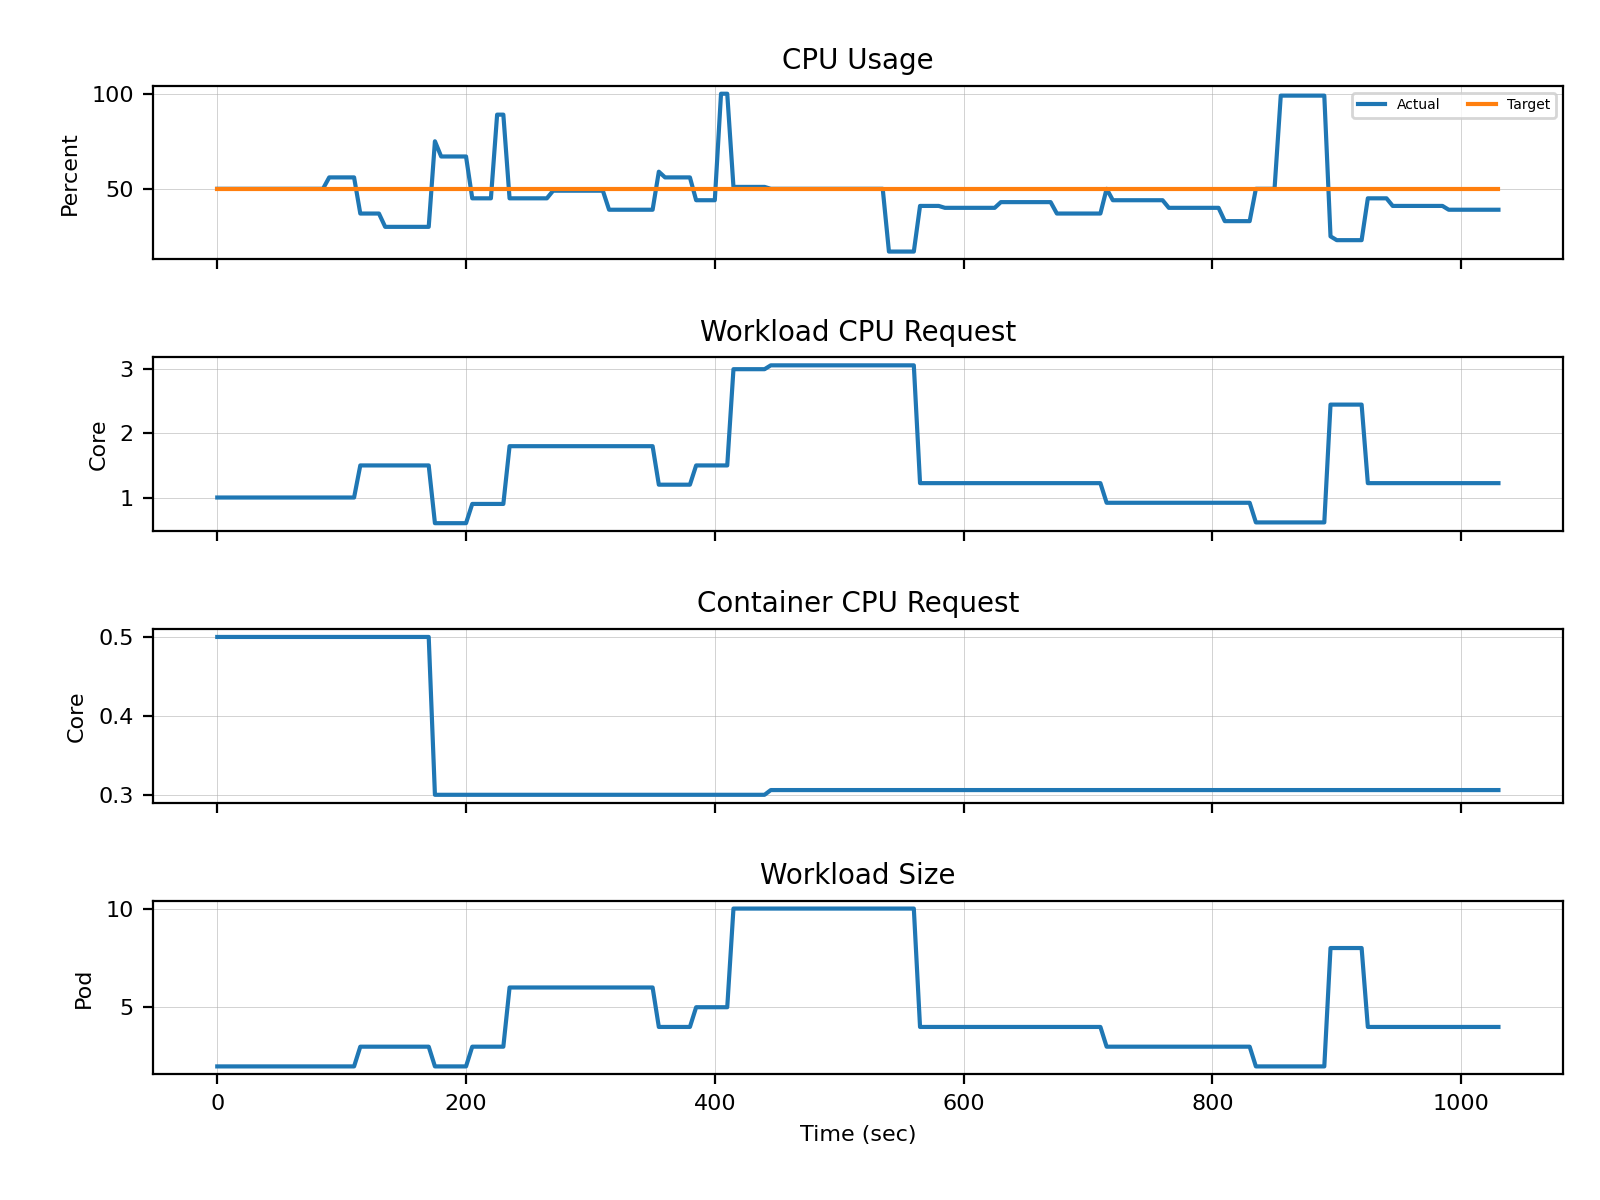 CPU Usage
100
50
Percent
Actual
Target
Workload CPU Request
3
2
1
Core
Container CPU Request
0.5
0.4
0.3
Core
Workload Size
10
5
Pod
0 200 400 600 800 1000
Time (sec)